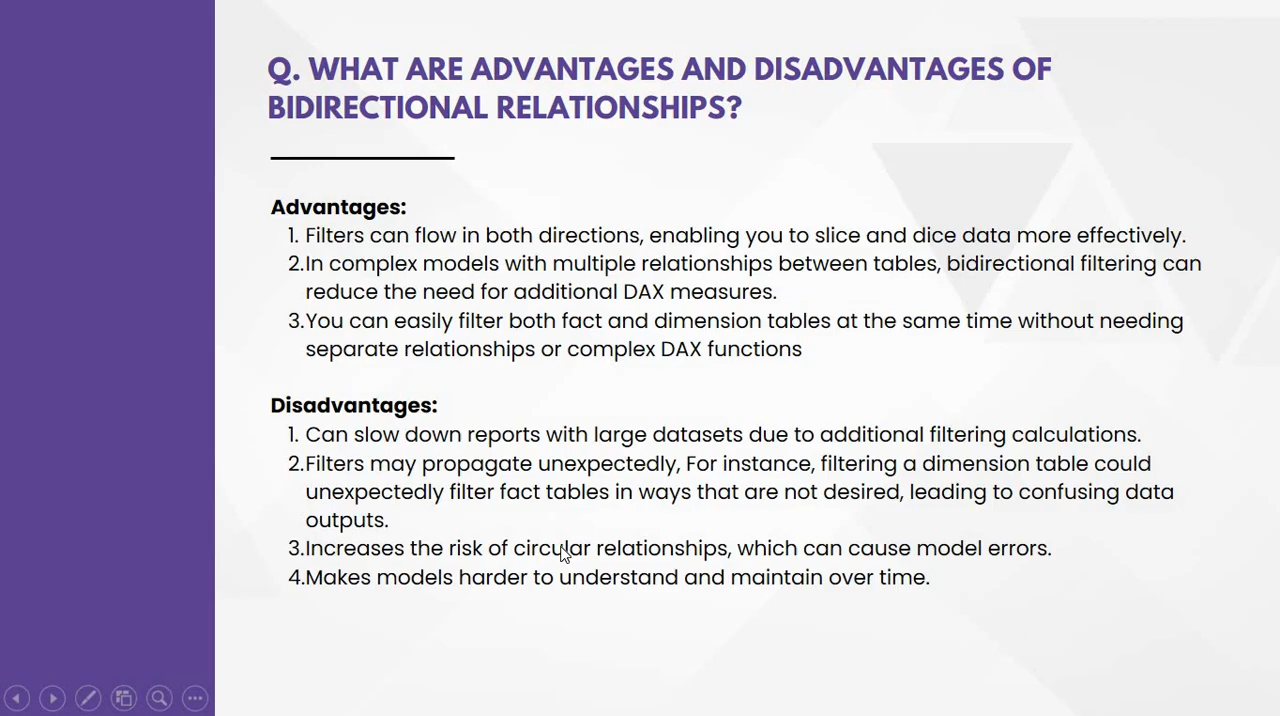 Q. WHAT ARE ADVANTAGES AND DISADVANTAGES OF
BIDIRECTIONAL RELATIONSHIPS?
Advantages:
1. Filters can flow in both directions, enabling you to slice and dice data more effectively.
2.In complex models with multiple relationships between tables, bidirectional filtering can
reduce the need for additional DAX measures.
3.You can easily filter both fact and dimension tables at the same time without needing
separate relationships or complex DAX functions
Disadvantages:
1. Can slow down reports with large datasets due to additional filtering calculations.
2.Filters may propagate unexpectedly, For instance, filtering a dimension table could
unexpectedly filter fact tables in ways that are not desired, leading to confusing data
outputs.
3.Increases the risk of circular relationships, which can cause model errors.
4.Makes models harder to understand and maintain over time.